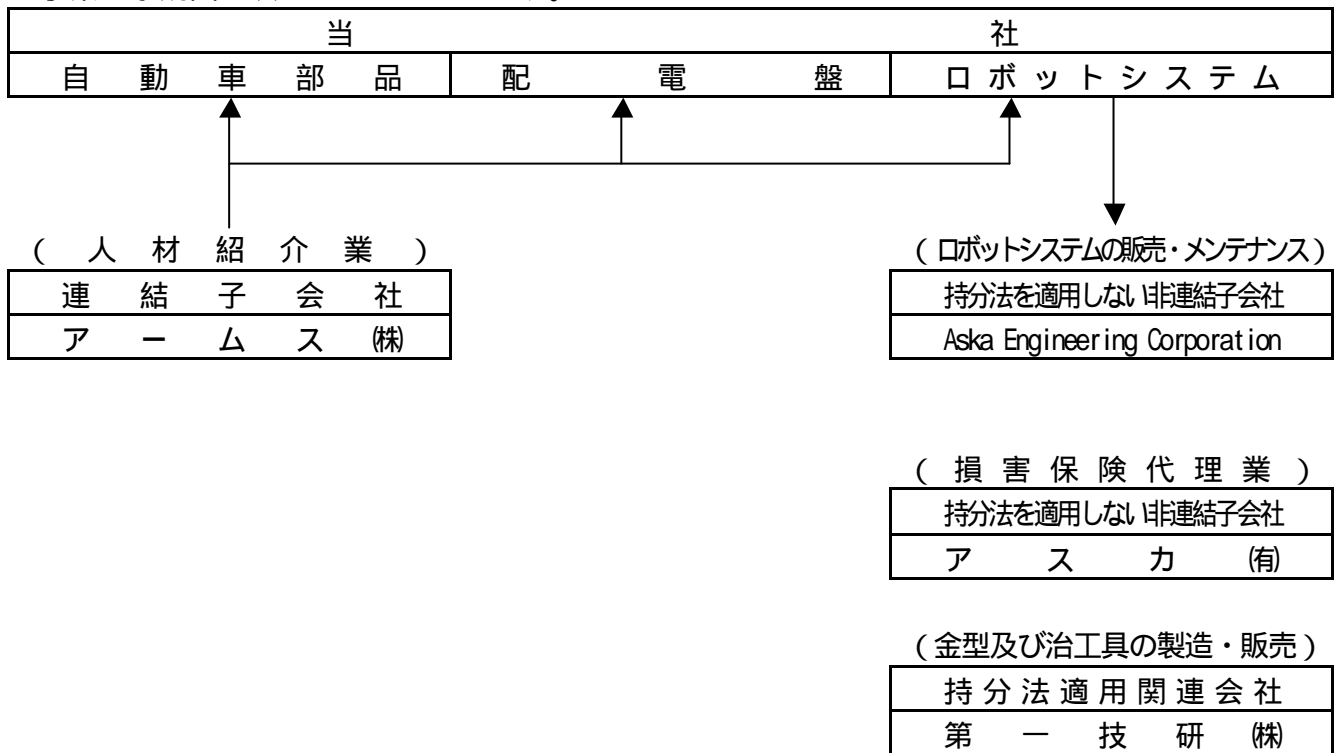 当社
自動車部品 配電盤 ロボットシステム
(人材紹介業)
連結子会社
アームス㈱
(ロボットシステムの販売・メンテナンス)
持分法を適用しない非連結子会社
Aska Engineering Corporation
(損害保険代理業)
持分法を適用しない非連結子会社
アスカ㈲
(金型及び治工具の製造・販売)
持分法適用関連会社
第一技研㈱